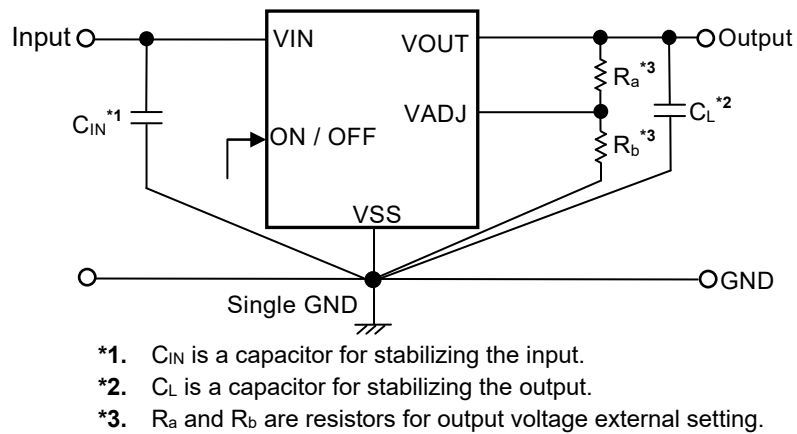 Input
VIN
VOUT
Output
Ra*3
CIN*1
VADJ
CL*2
ON / OFF
Rb*3
VSS
Single GND
GND
*1. CIN is a capacitor for stabilizing the input.
*2. CL is a capacitor for stabilizing the output.
*3. Ra and Rb are resistors for output voltage external setting.